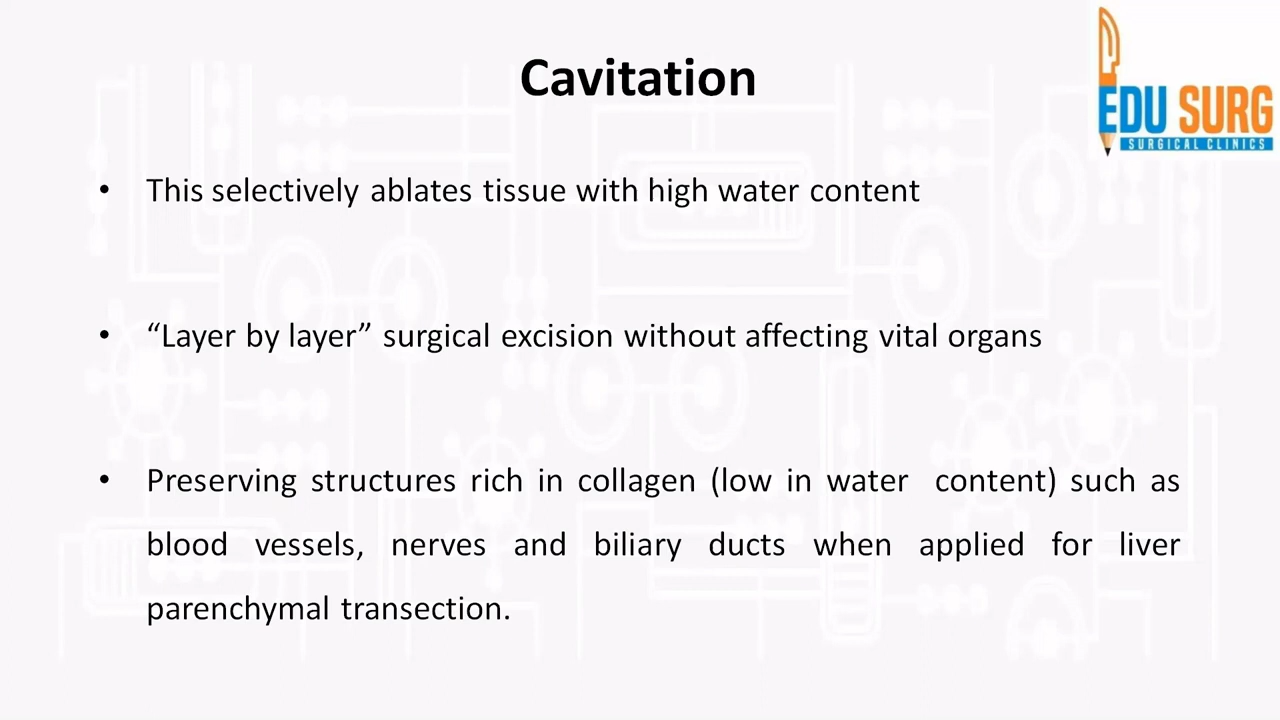 Cavitation
EDU SURG
SURGICAL CLINICS
• This selectively ablates tissue with high water content
• “Layer by layer” surgical excision without affecting vital organs
• Preserving structures rich in collagen (low in water content) such as
blood vessels, nerves and biliary ducts when applied for liver
parenchymal transection.